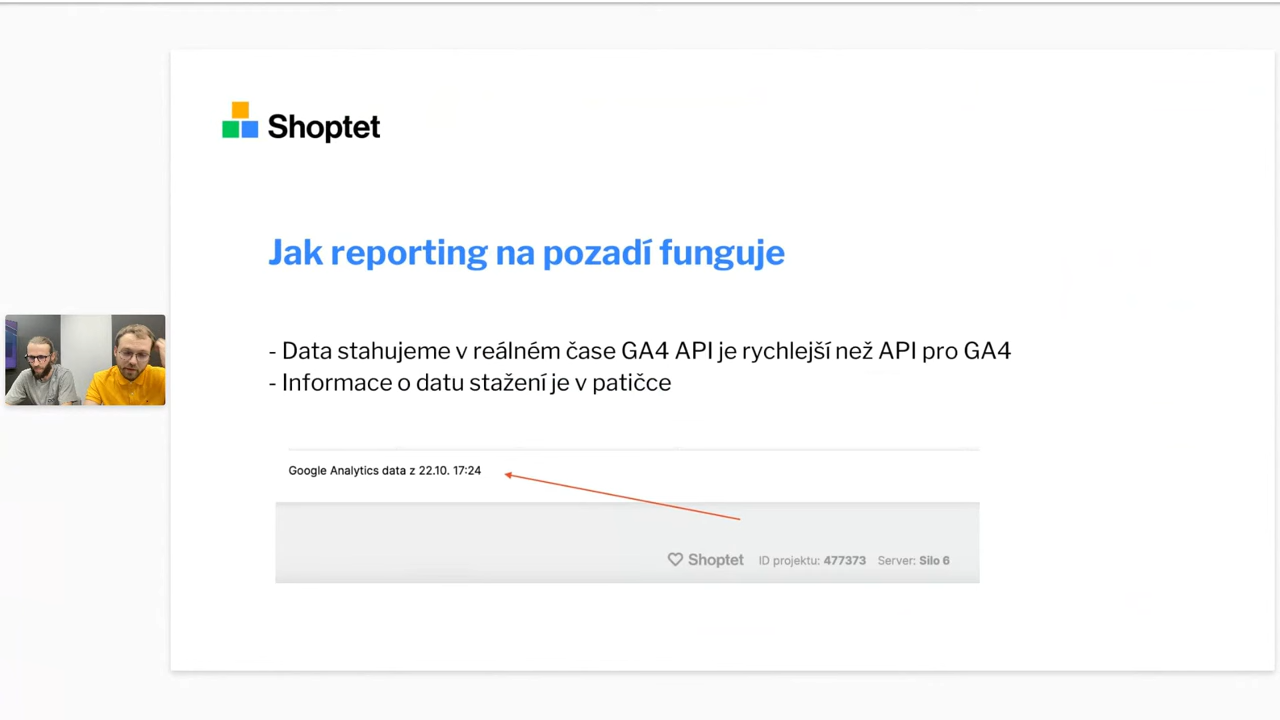 Shoptet
Jak reporting na pozadí funguje
- Data stahujeme v reálném čase GA4 API je rychlejší než API pro GA4
- Informace o datu stažení je v patičce
Google Analytics data z 22.10. 17:24
Shoptet ID projektu: 477373 Server: Silo 6